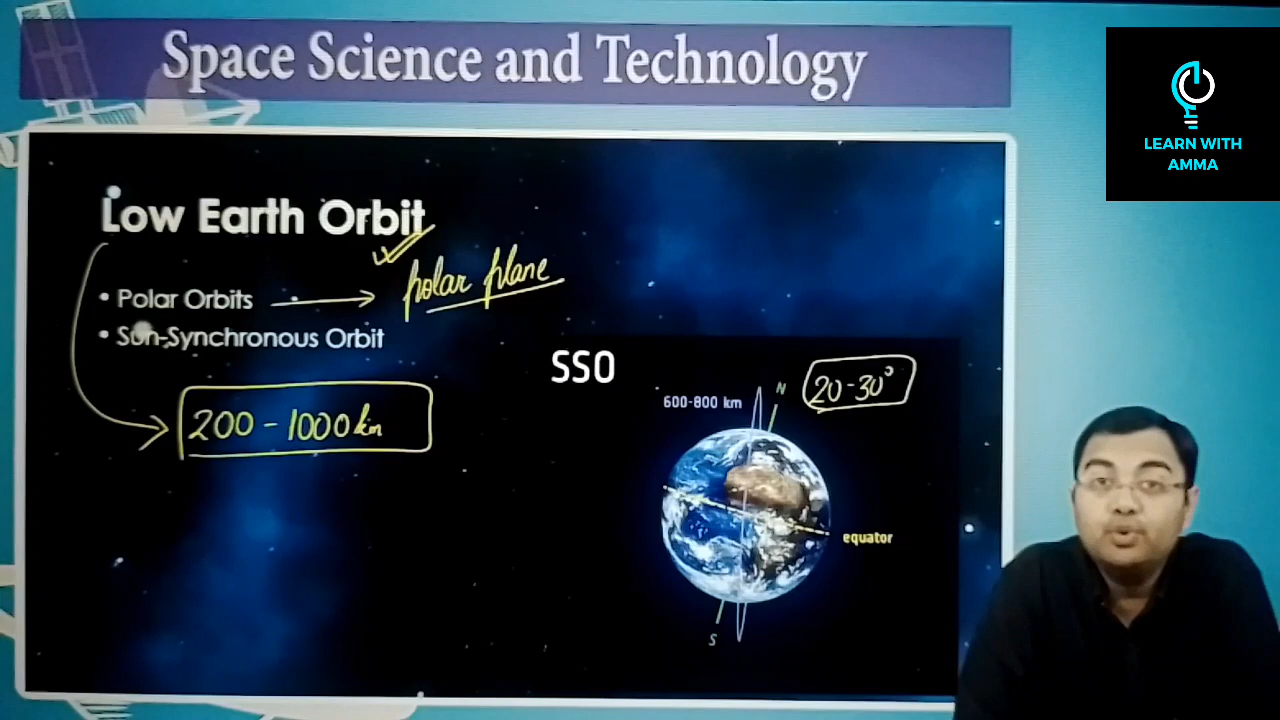 Space Science and Technology
LEARN WITH
AMMA
Low Earth Orbit
polar plane
• Polar Orbits
• Sun-Synchronous Orbit
200 - 1000 km
SSO
600-800 km
N
20-30°
equator
S